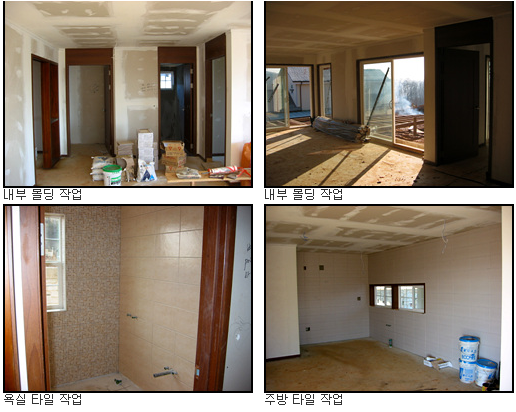 내부 몰딩 작업
내부 몰딩 작업
욕실 타일 작업
주방 타일 작업